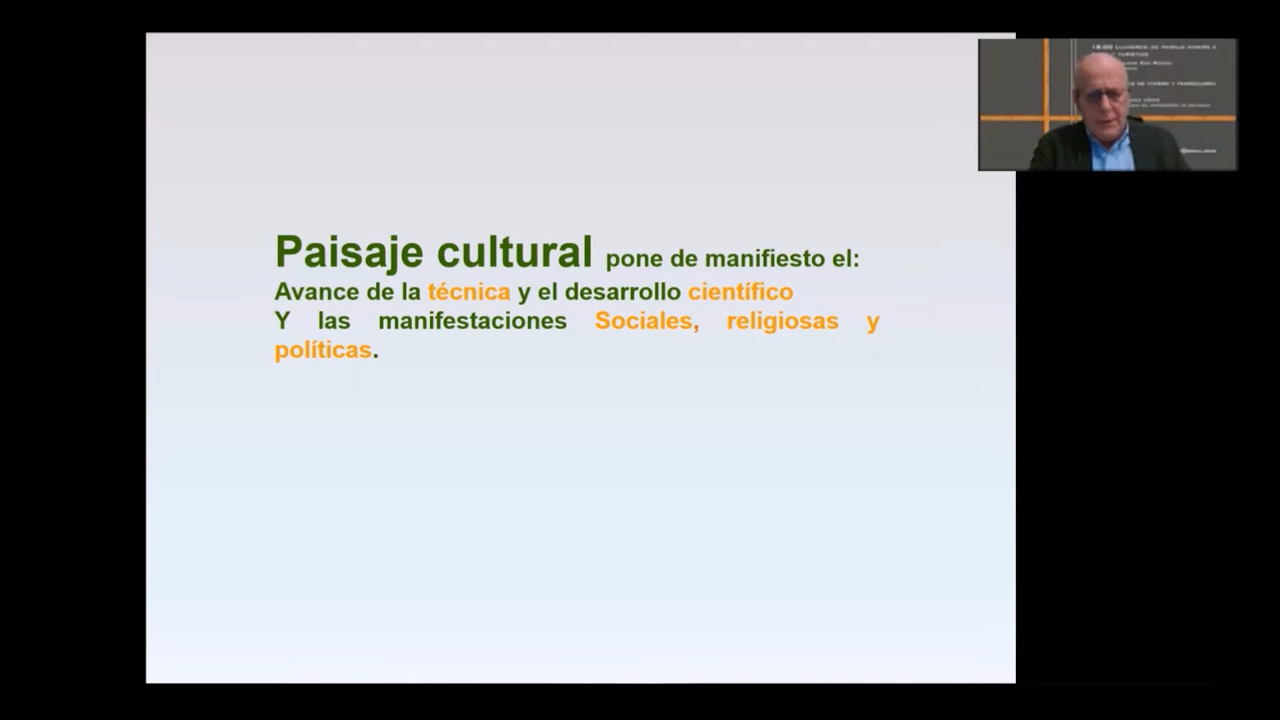 Paisaje cultural pone de manifiesto el:
Avance de la técnica y el desarrollo científico
Y las manifestaciones Sociales, religiosas y
políticas.